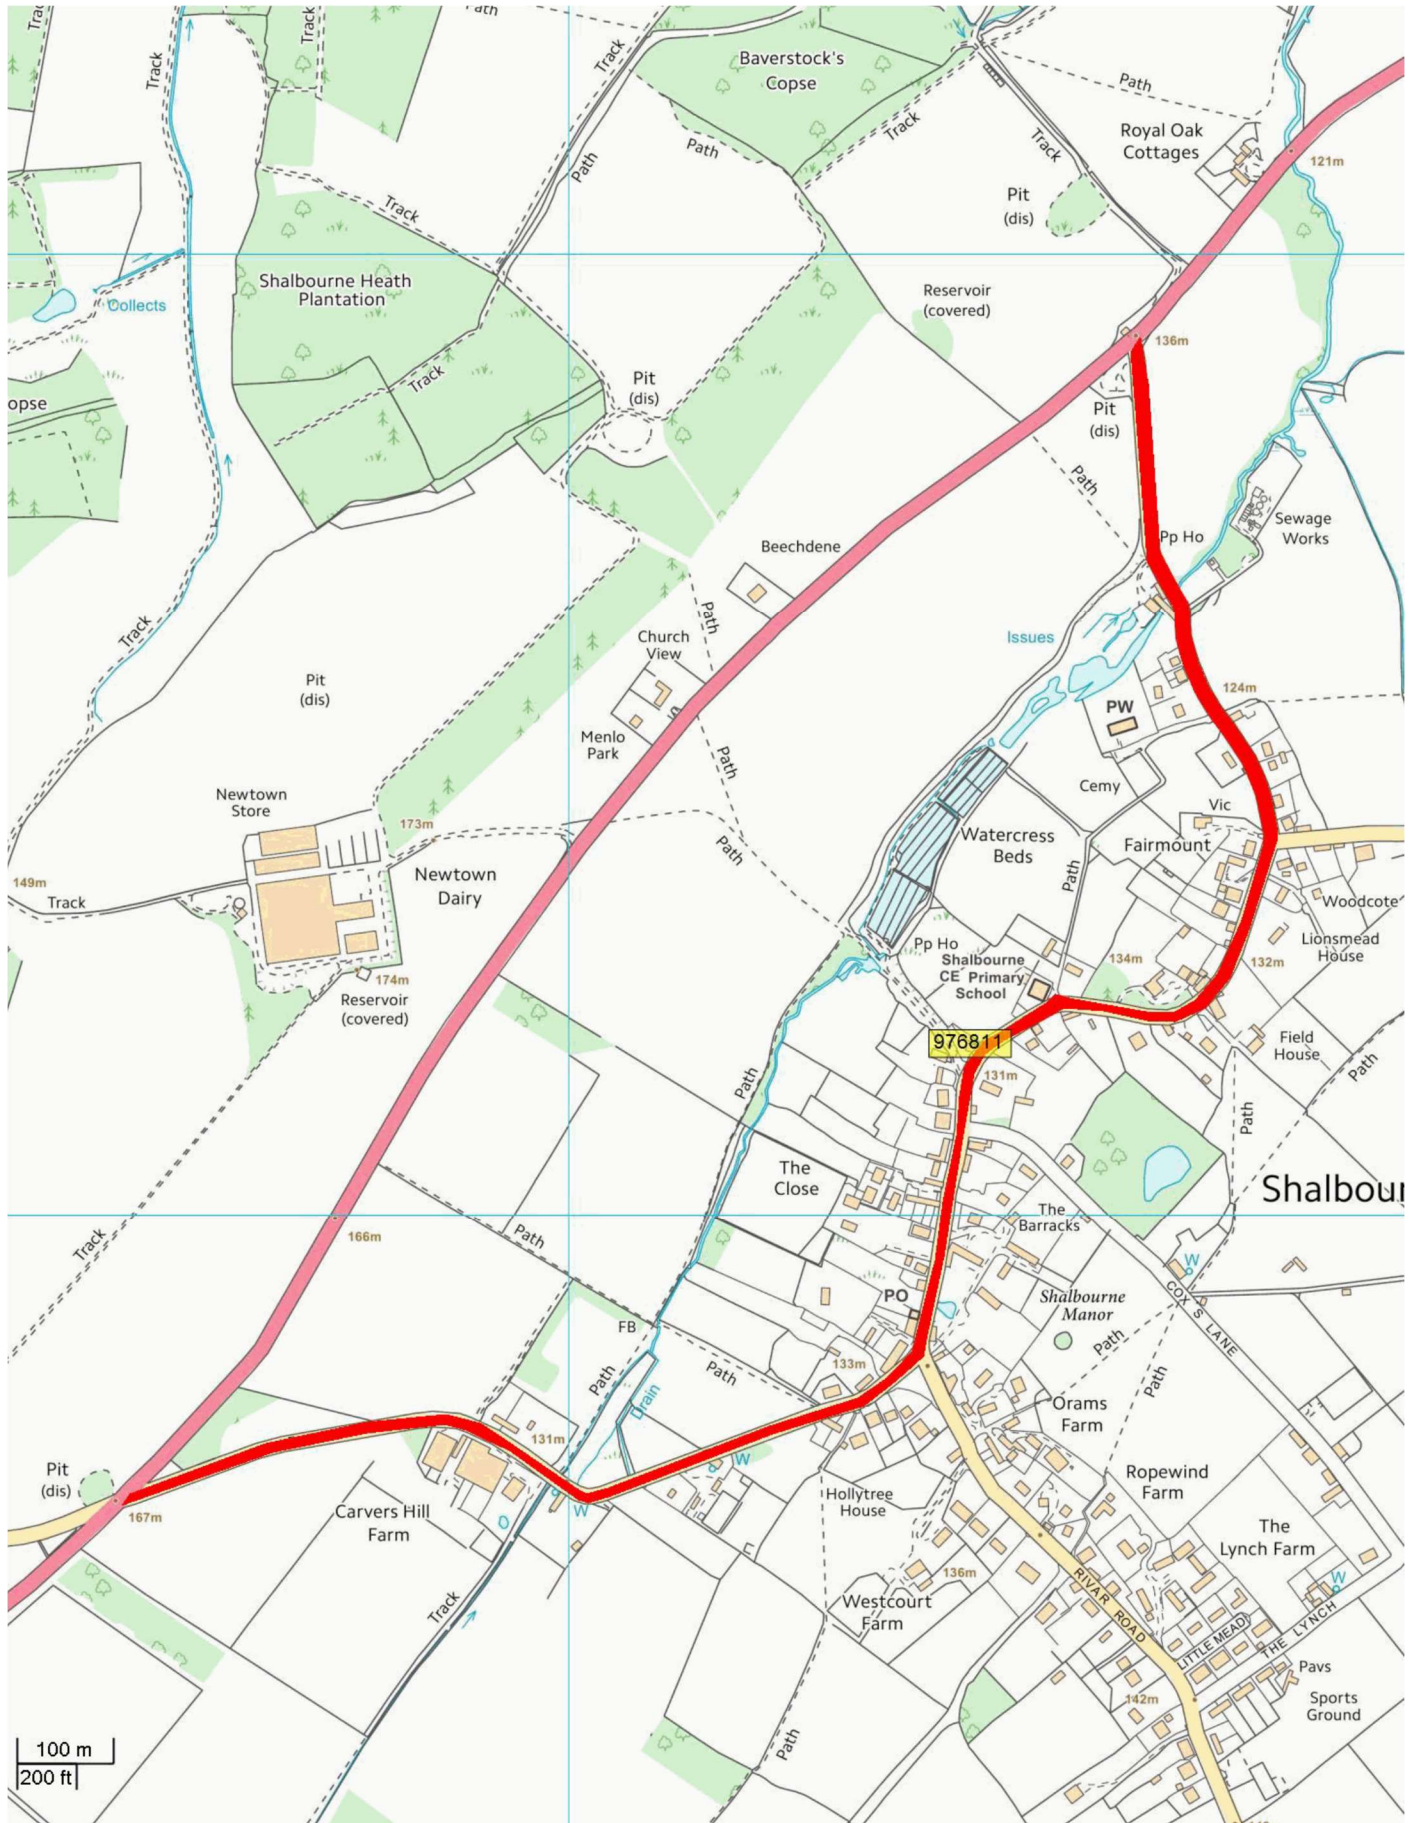 Track
Track
Track
Path
Track
Baverstock's
Copse
Path
Track
Royal Oak
Cottages
Track
121m
Path
Path
Pit
(dis)
Track
Shalbourne Heath
Plantation
Collects
Reservoir
(covered)
136m
Track
Pit
(dis)
opse
Pit
(dis)
Path
Sewage
Works
Pp Ho
Beechdene
Path
Track
Church
View
Issues
Pit
(dis)
124m
PW
Menlo
Park
Path
Cemy
Newtown
Store
Vic
173m
Watercress
Beds
Fairmount
Path
Newtown
Dairy
Path
149m
Track
Woodcote
Pp Ho
Shalbourne
CE Primary
School
134m
132m
Lionsmead
House
174m
Reservoir
(covered)
976811
Field
House
131m
Path
Path
Path
The
Close
Shalbour
The
Barracks
166m
Path
Track
W
COX S LANE
PO
Shalbourne
Manor
FB
Path
133m
Path
Path
Path
Drain
Orams
Farm
131m
W
Pit
(dis)
167m
Ropewind
Farm
Hollytree
House
Carvers Hill
Farm
W
The
Lynch Farm
136m
W
RIVAR ROAD
Westcourt
Farm
Track
LITTLE MEAD
THE LYNCH
Pavs
142m
Sports
Ground
Path
100 m
200 ft